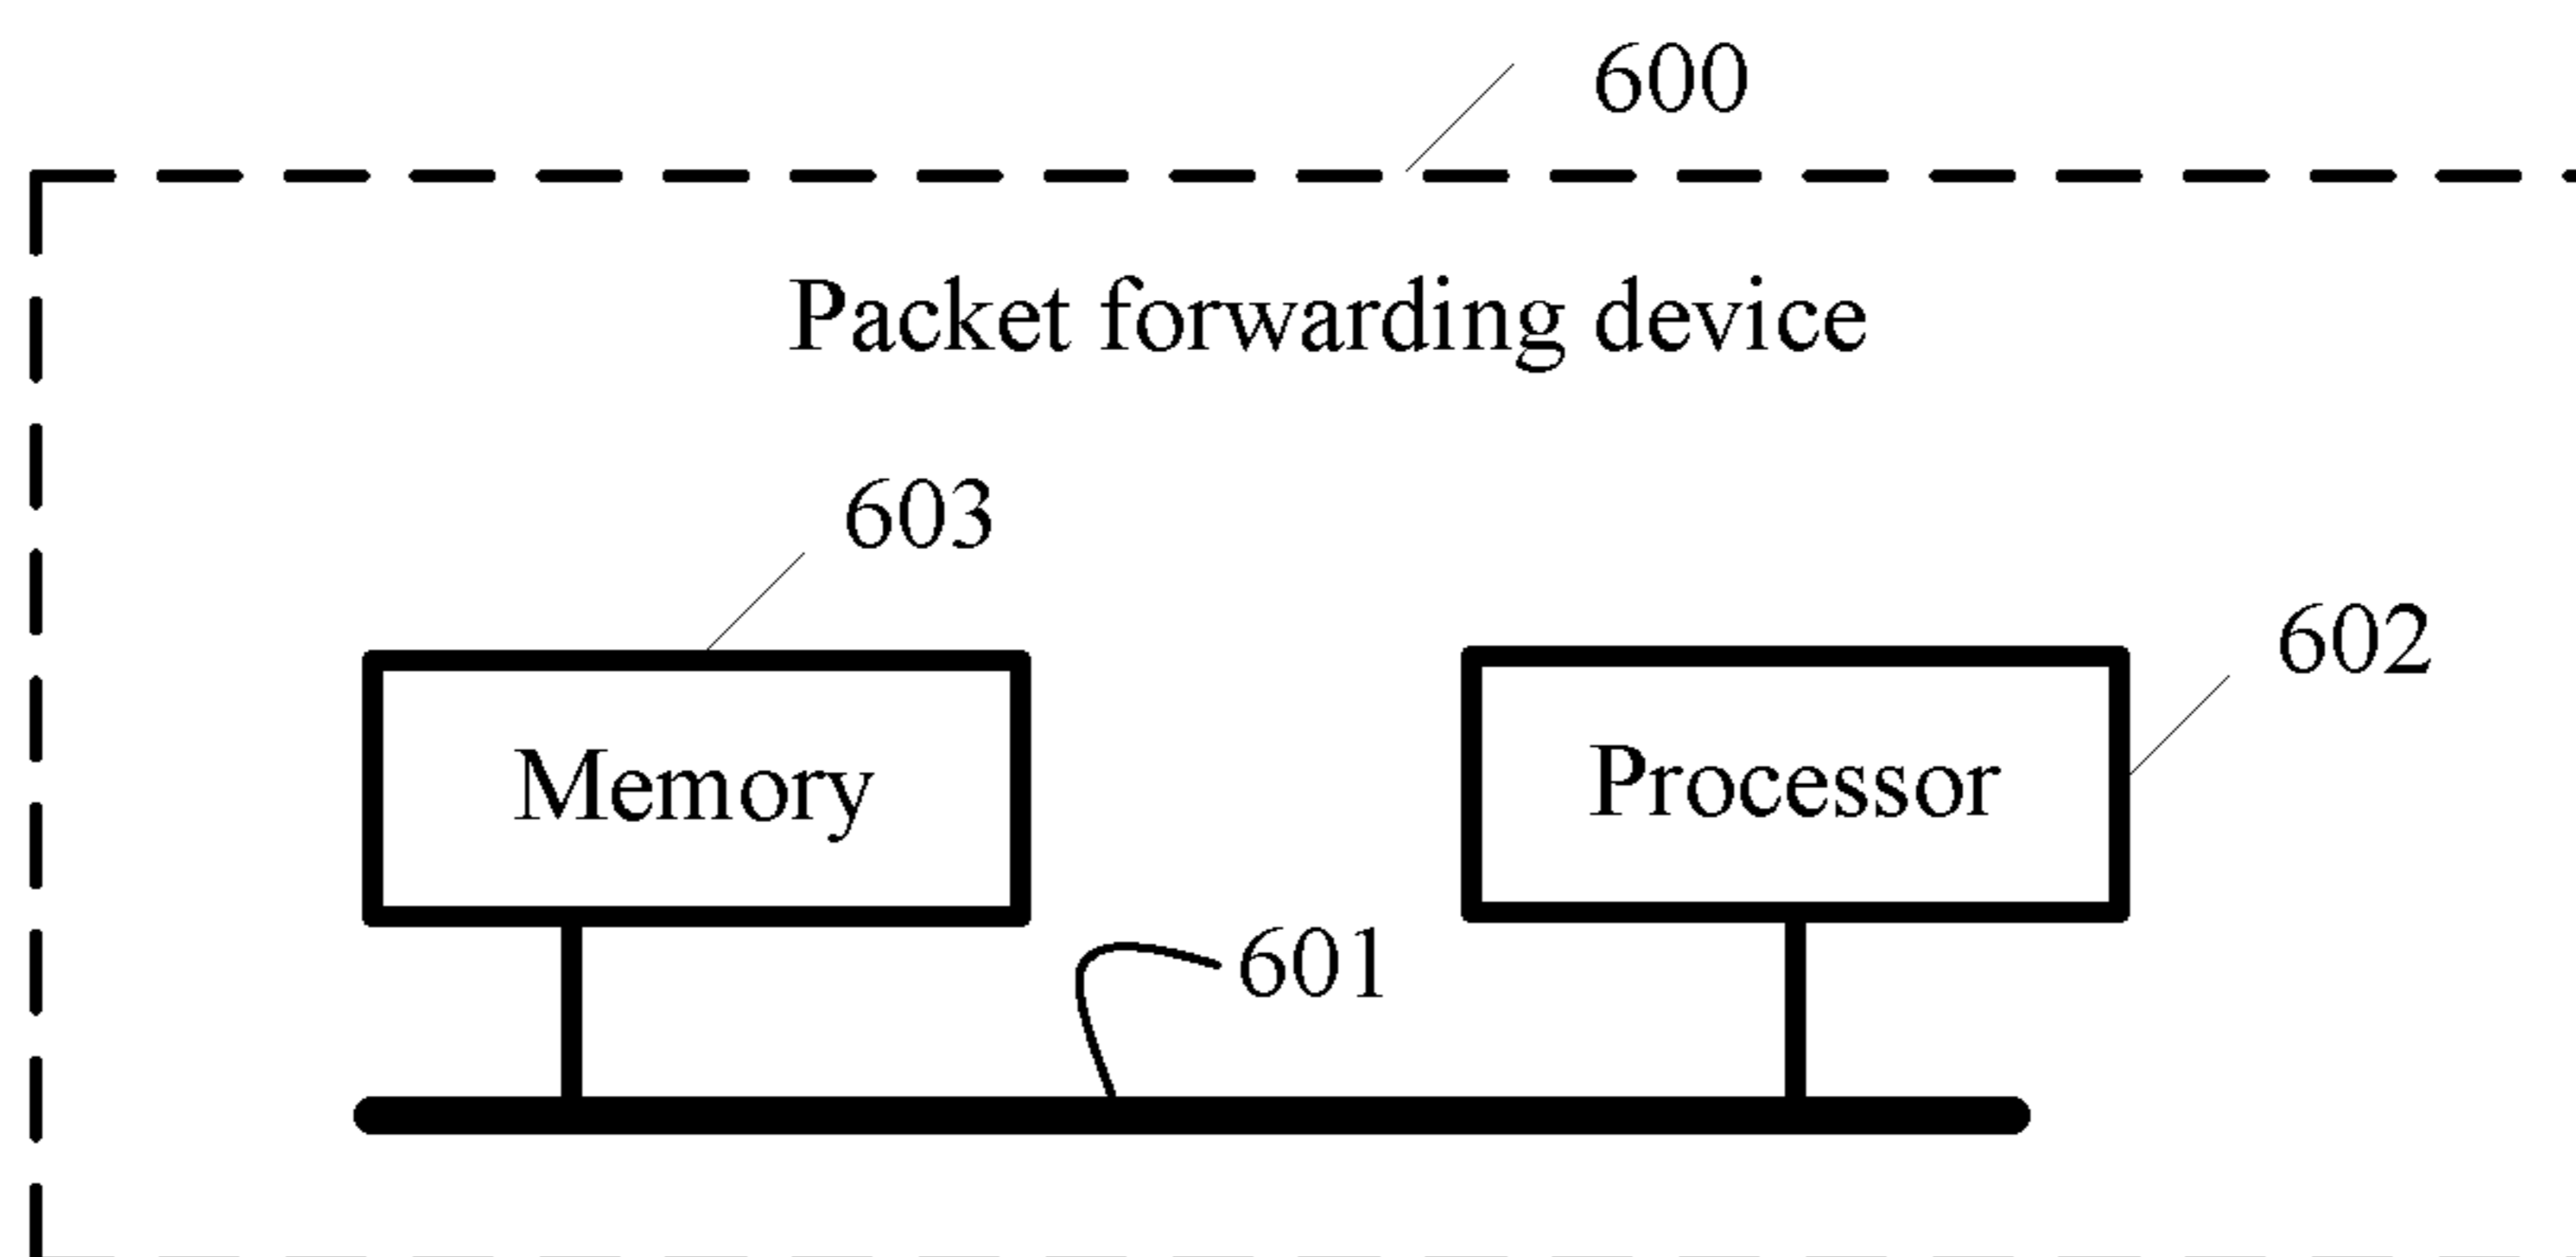 600
Packet forwarding device
603
602
Memory
Processor
601